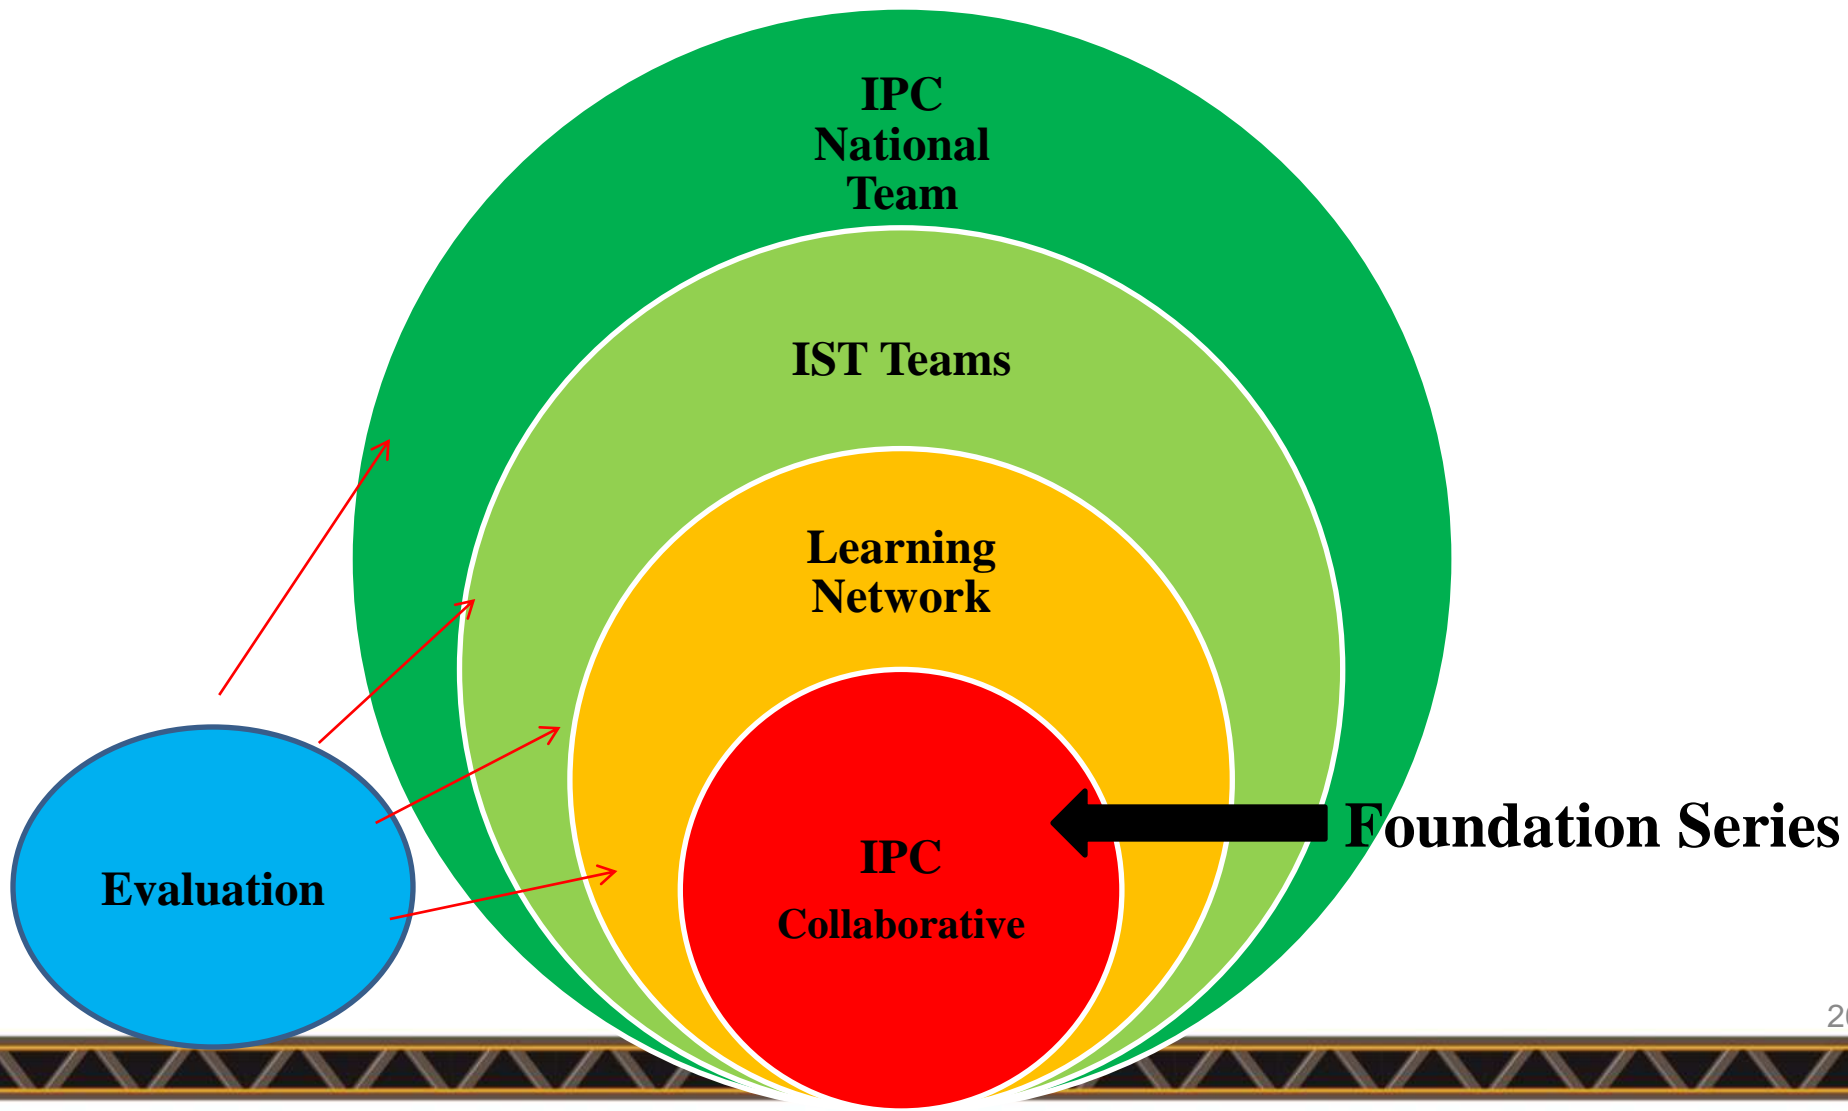 IPC
National
Team
IST Teams
Learning
Network
Foundation Series
IPC
Collaborative
Evaluation